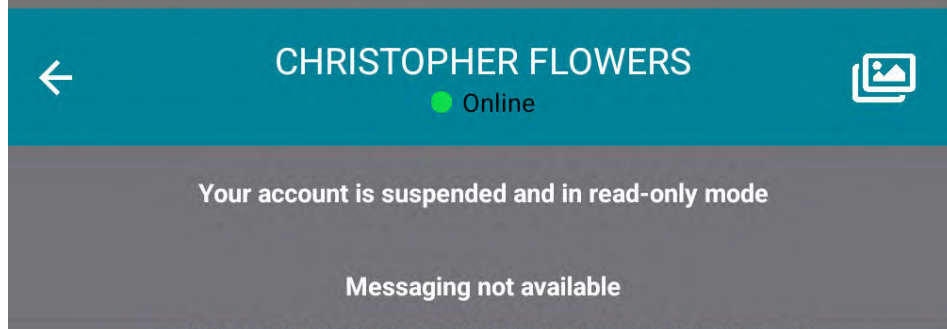 CHRISTOPHER FLOWERS
Online
Your account is suspended and in read-only mode
Messaging not available